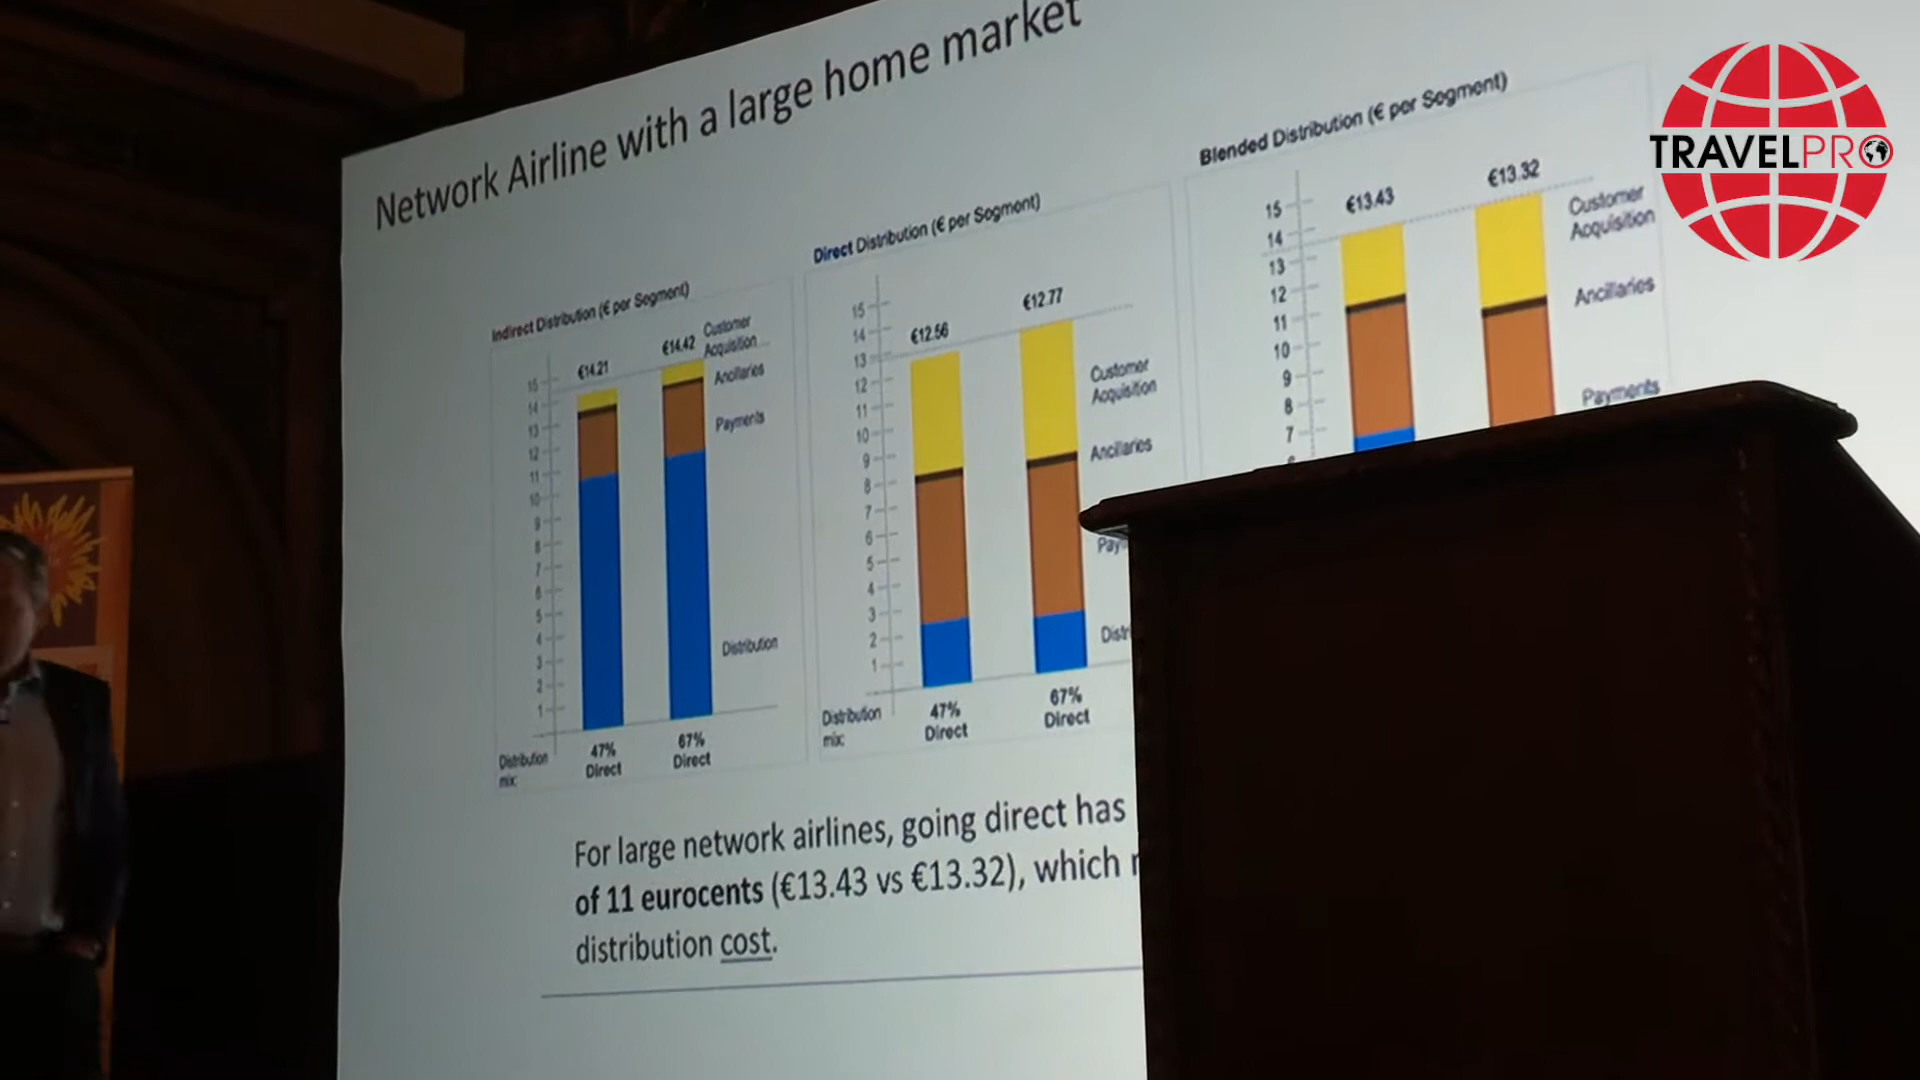 Network Airline with a large home market
TRAVELPRO
Indirect Distribution (€ per Segment)
€14.21
€14.42
Customer
Acquisition
Ancillaries
Payments
Distribution
15
14
13
12
11
10
9
8
7
6
5
4
3
2
1
Distribution
mix:
47%
Direct
67%
Direct
Direct Distribution (€ per Segment)
€12.56
€12.77
Customer
Acquisition
Ancillaries
15
14
13
12
11
10
9
8
7
6
5
4
3
2
1
Distribution
mix:
47%
Direct
67%
Direct
Blended Distribution (€ per Segment)
€13.43
€13.32
Customer
Acquisition
Ancillaries
Payments
15
14
13
12
11
10
9
8
7
For large network airlines, going direct has
of 11 eurocents (€13.43 vs €13.32), which
distribution cost.